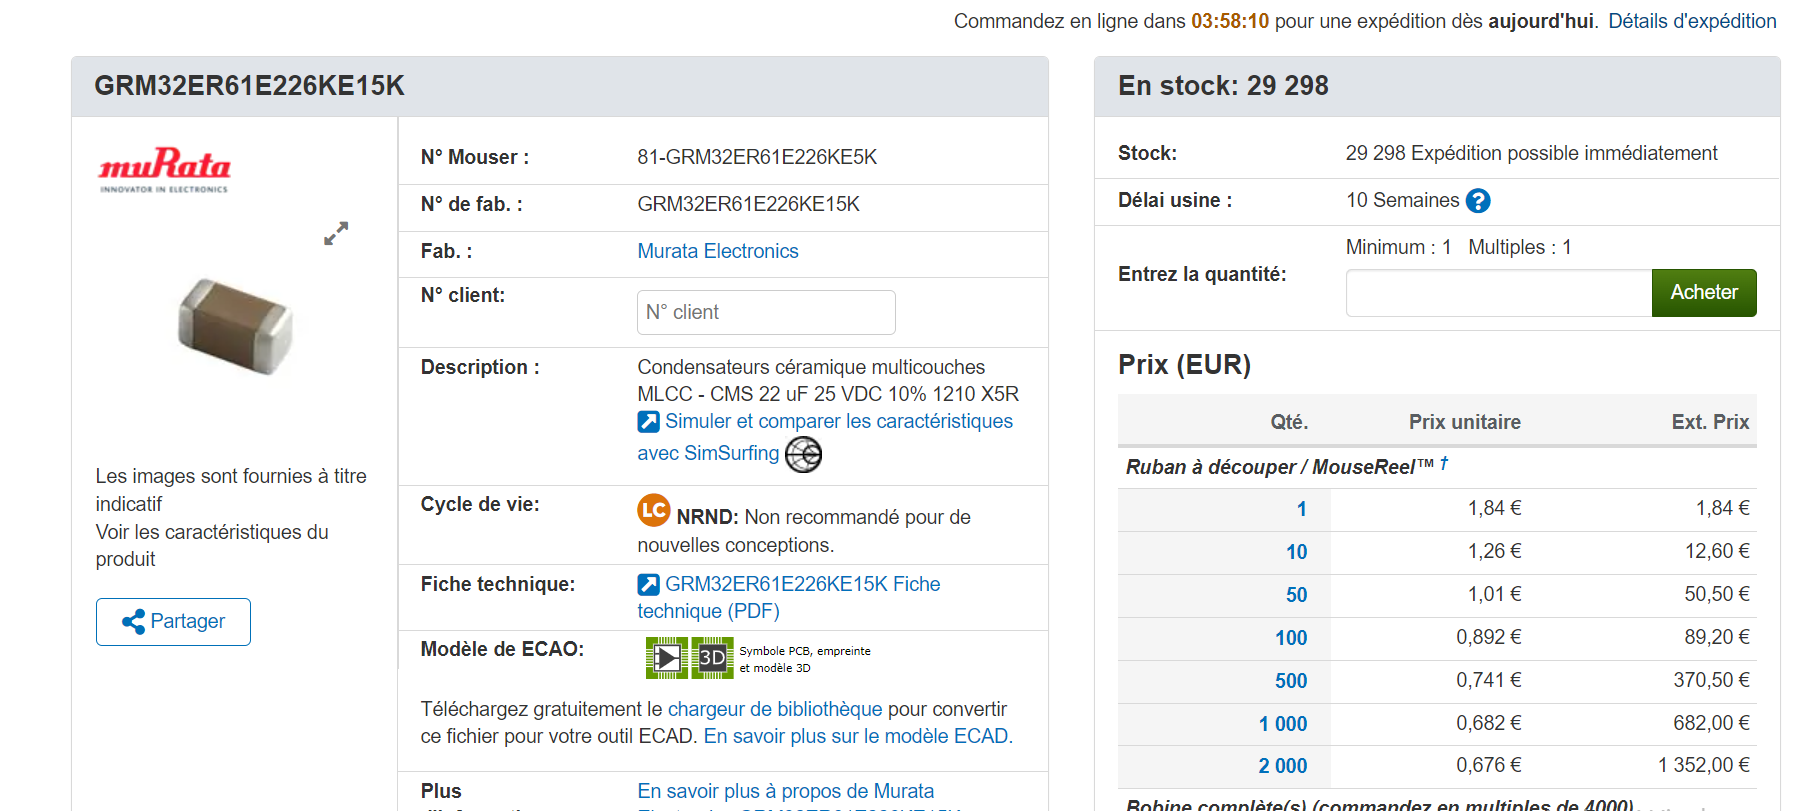 Commandez en ligne dans 03:58:10 pour une expédition dès aujourd'hui. Détails d'expédition
GRM32ER61E226KE15K
muRata
INNOVATOR IN ELECTRONICS
Les images sont fournies à titre
indicatif
Voir les caractéristiques du
produit
Partager
N° Mouser : 81-GRM32ER61E226KE5K
N° de fab. : GRM32ER61E226KE15K
Fab. : Murata Electronics
N° client: N° client
Description : Condensateurs céramique multicouches
MLCC - CMS 22 uF 25 VDC 10% 1210 X5R
Simuler et comparer les caractéristiques
avec SimSurfing
Cycle de vie: LC NRND: Non recommandé pour de
nouvelles conceptions.
Fiche technique: GRM32ER61E226KE15K Fiche
technique (PDF)
Modèle de ECAO: 3D Symbole PCB, empreinte
et modèle 3D
Téléchargez gratuitement le chargeur de bibliothèque pour convertir
ce fichier pour votre outil ECAD. En savoir plus sur le modèle ECAD.
Plus En savoir plus à propos de Murata
En stock: 29 298
Stock: 29 298 Expédition possible immédiatement
Délai usine : 10 Semaines ?
Minimum : 1 Multiples : 1
Entrez la quantité: Acheter
Prix (EUR)
Qté. Prix unitaire Ext. Prix
Ruban à découper / MouseReel™ †
1 1,84 € 1,84 €
10 1,26 € 12,60 €
50 1,01 € 50,50 €
100 0,892 € 89,20 €
500 0,741 € 370,50 €
1 000 0,682 € 682,00 €
2 000 0,676 € 1 352,00 €
Bobine complète(s) (commandez en multiples de 4000)